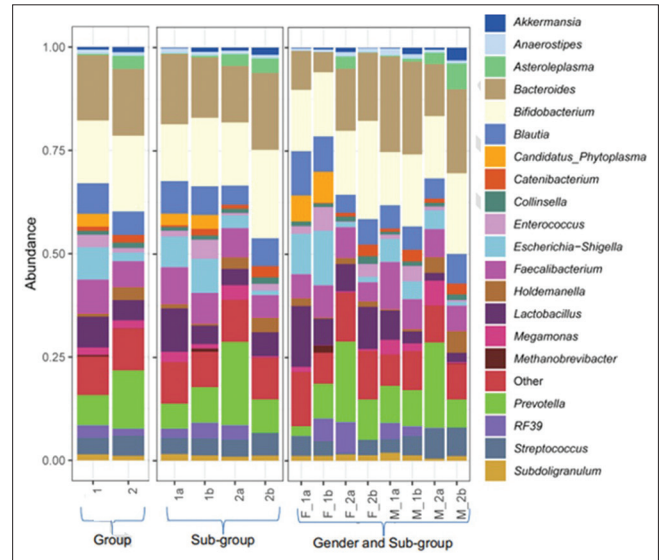 Abundance
1.00
0.75
0.50
0.25
0.00
1
2
1a
1b
2a
2b
F_1a
F_1b
F_2a
F_2b
M_1a
M_1b
M_2a
M_2b
Group
Sub-group
Gender and Sub-group
Akkermansia
Anaerostipes
Asteroleplasma
Bacteroides
Bifidobacterium
Blautia
Candidatus_Phytoplasma
Catenibacterium
Collinsella
Enterococcus
Escherichia−Shigella
Faecalibacterium
Holdemanella
Lactobacillus
Megamonas
Methanobrevibacter
Other
Prevotella
RF39
Streptococcus
Subdoligranulum